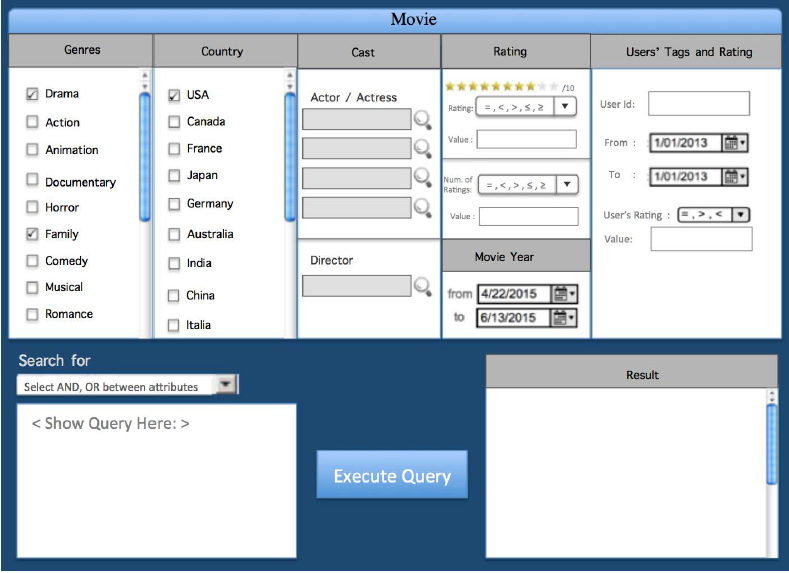 Movie
Genres
Country
Cast
Rating
Users' Tags and Rating
Drama
Action
Animation
Documentary
Horror
Family
Comedy
Musical
Romance
USA
Canada
France
Japan
Germany
Australia
India
China
Italia
Actor / Actress
Director
/10
Rating: =, <, >, ≤, ≥
Value :
Num. of
Ratings: =, <, >, ≤, ≥
Value :
Movie Year
from 4/22/2015
to 6/13/2015
User id:
From : 1/01/2013
To : 1/01/2013
User's Rating : =, >, <
Value:
Search for
Select AND, OR between attributes
< Show Query Here: >
Execute Query
Result